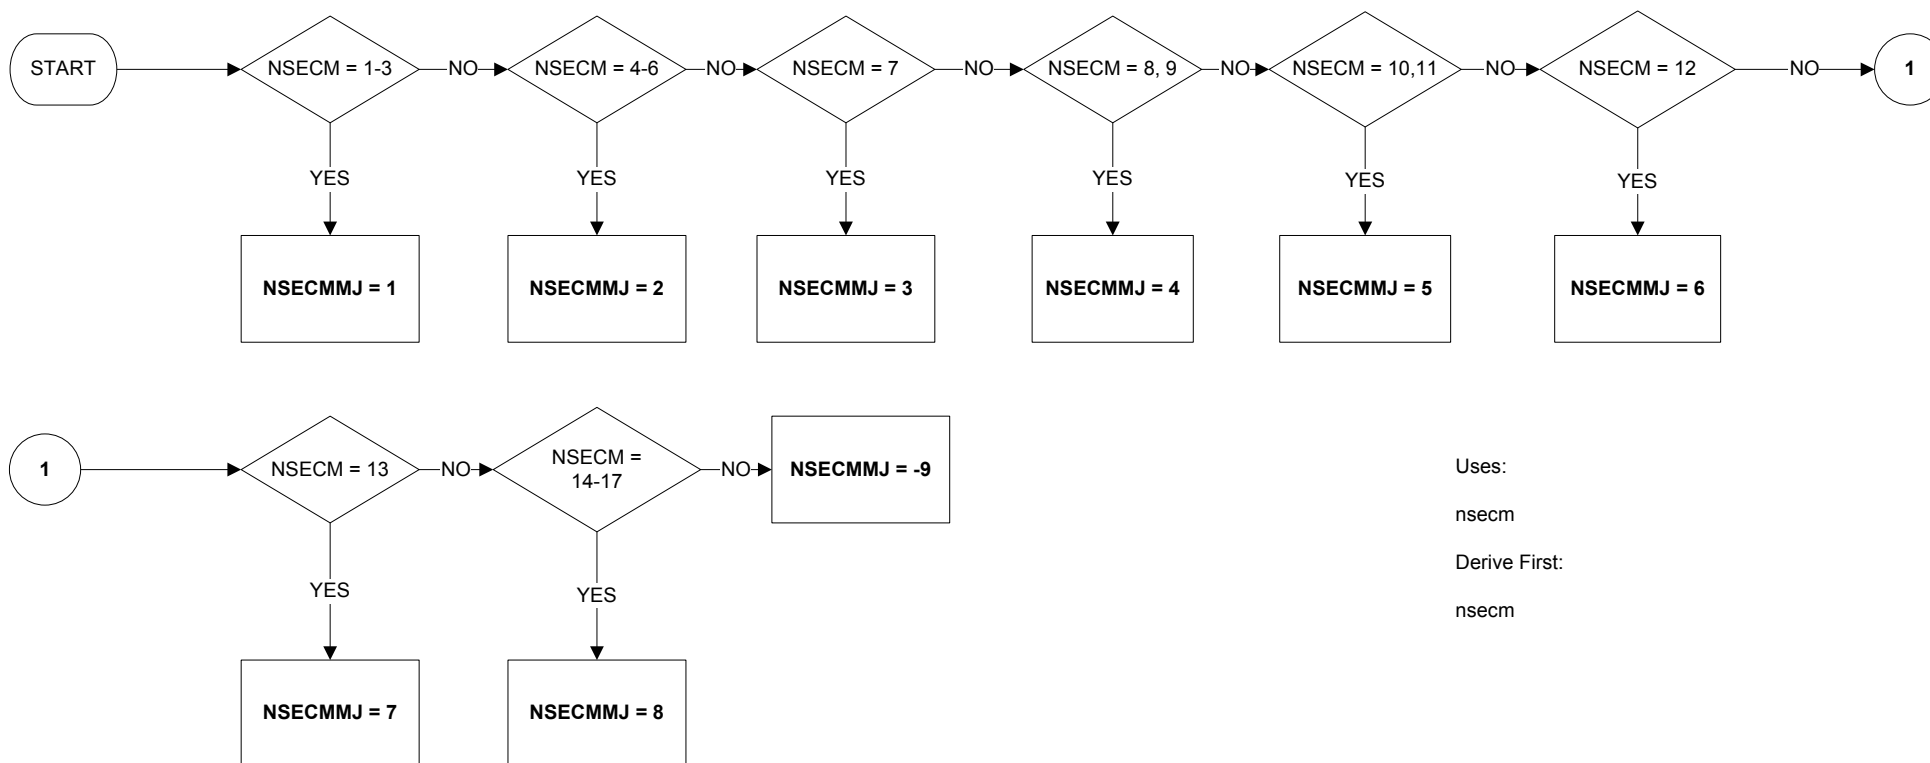 START
NSECM = 1-3
NO
NSECM = 4-6
NO
NSECM = 7
NO
NSECM = 8, 9
NO
NSECM = 10,11
NO
NSECM = 12
NO
1
YES
YES
YES
YES
YES
YES
NSECMMJ = 1
NSECMMJ = 2
NSECMMJ = 3
NSECMMJ = 4
NSECMMJ = 5
NSECMMJ = 6
1
NSECM = 13
NO
NSECM =
14-17
NO
NSECMMJ = -9
YES
YES
NSECMMJ = 7
NSECMMJ = 8
Uses:
nsecm
Derive First:
nsecm